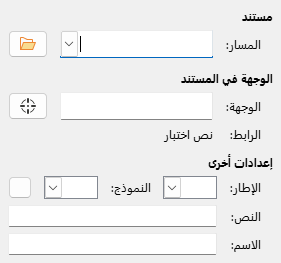 مستند
المسار:
الوجهة في المستند
الوجهة:
الرابط: نص اختبار
إعدادات أخرى
الإطار: النموذج:
النص:
الاسم: